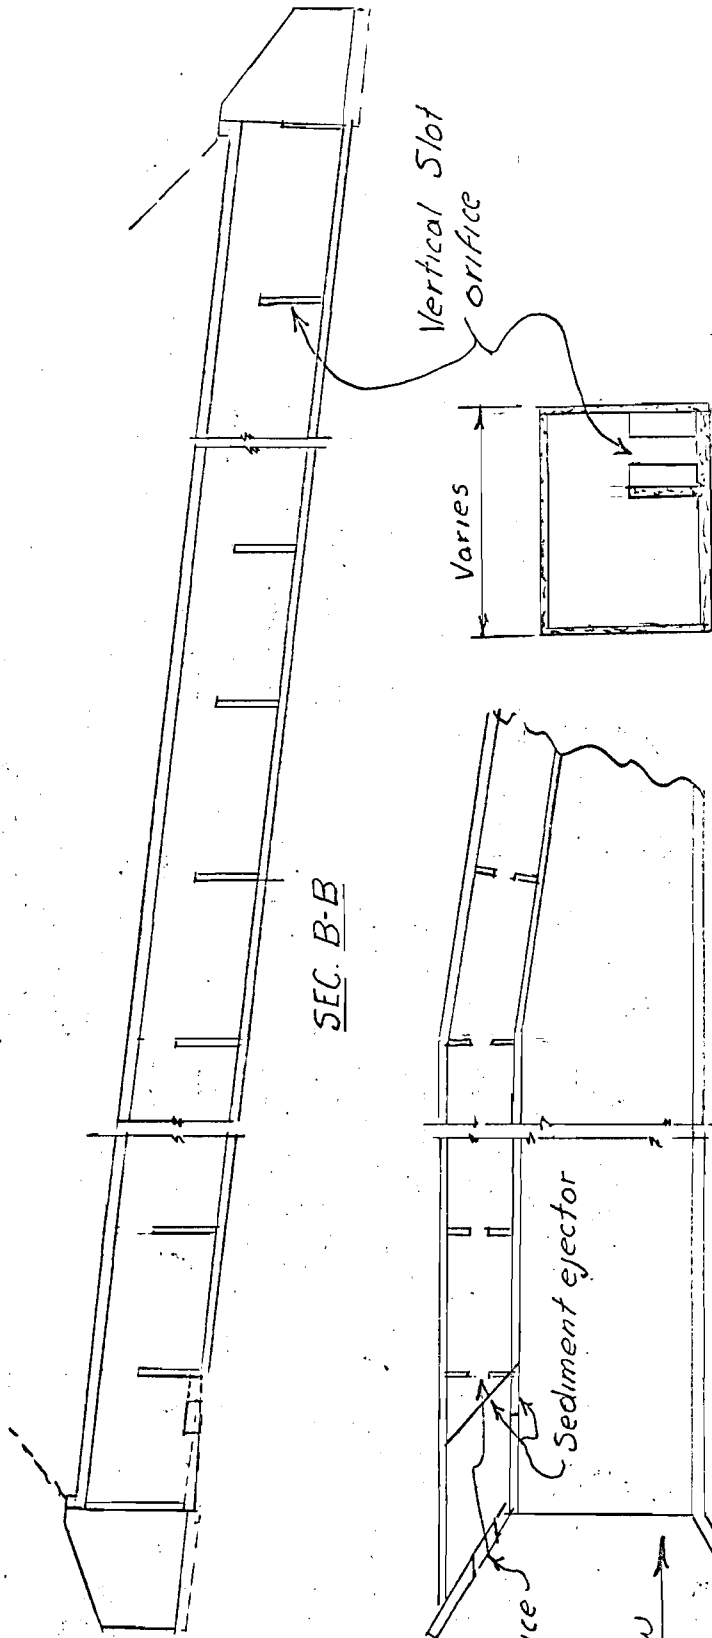 Vertical Slot
orifice
Varies
SEC. B-B
Sediment ejector